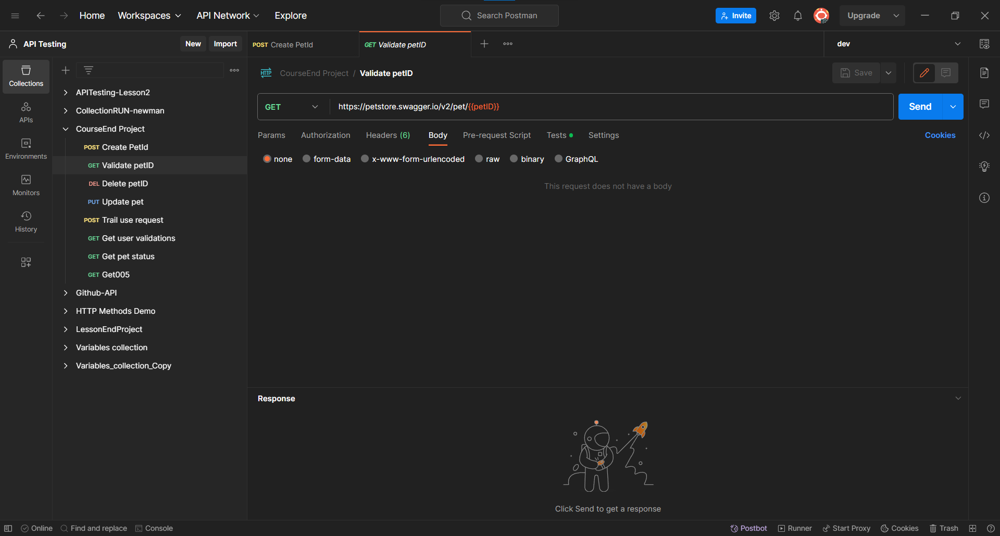 Home Workspaces API Network Explore Search Postman Invite Upgrade
API Testing New Import POST Create PetId GET Validate petID dev
Collections
APIs
Environments
Monitors
History
APITesting-Lesson2
CollectionRUN-newman
CourseEnd Project
POST Create PetId
GET Validate petID
DEL Delete petID
PUT Update pet
POST Trail use request
GET Get user validations
GET Get pet status
GET Get005
Github-API
HTTP Methods Demo
LessonEndProject
Variables collection
Variables_collection_Copy
HTTP CourseEnd Project / Validate petID Save
GET https://petstore.swagger.io/v2/pet/{{petID}} Send
Params Authorization Headers (6) Body Pre-request Script Tests Settings Cookies
none form-data x-www-form-urlencoded raw binary GraphQL
This request does not have a body
Response
Click Send to get a response
Online Find and replace Console Postbot Runner Start Proxy Cookies Trash